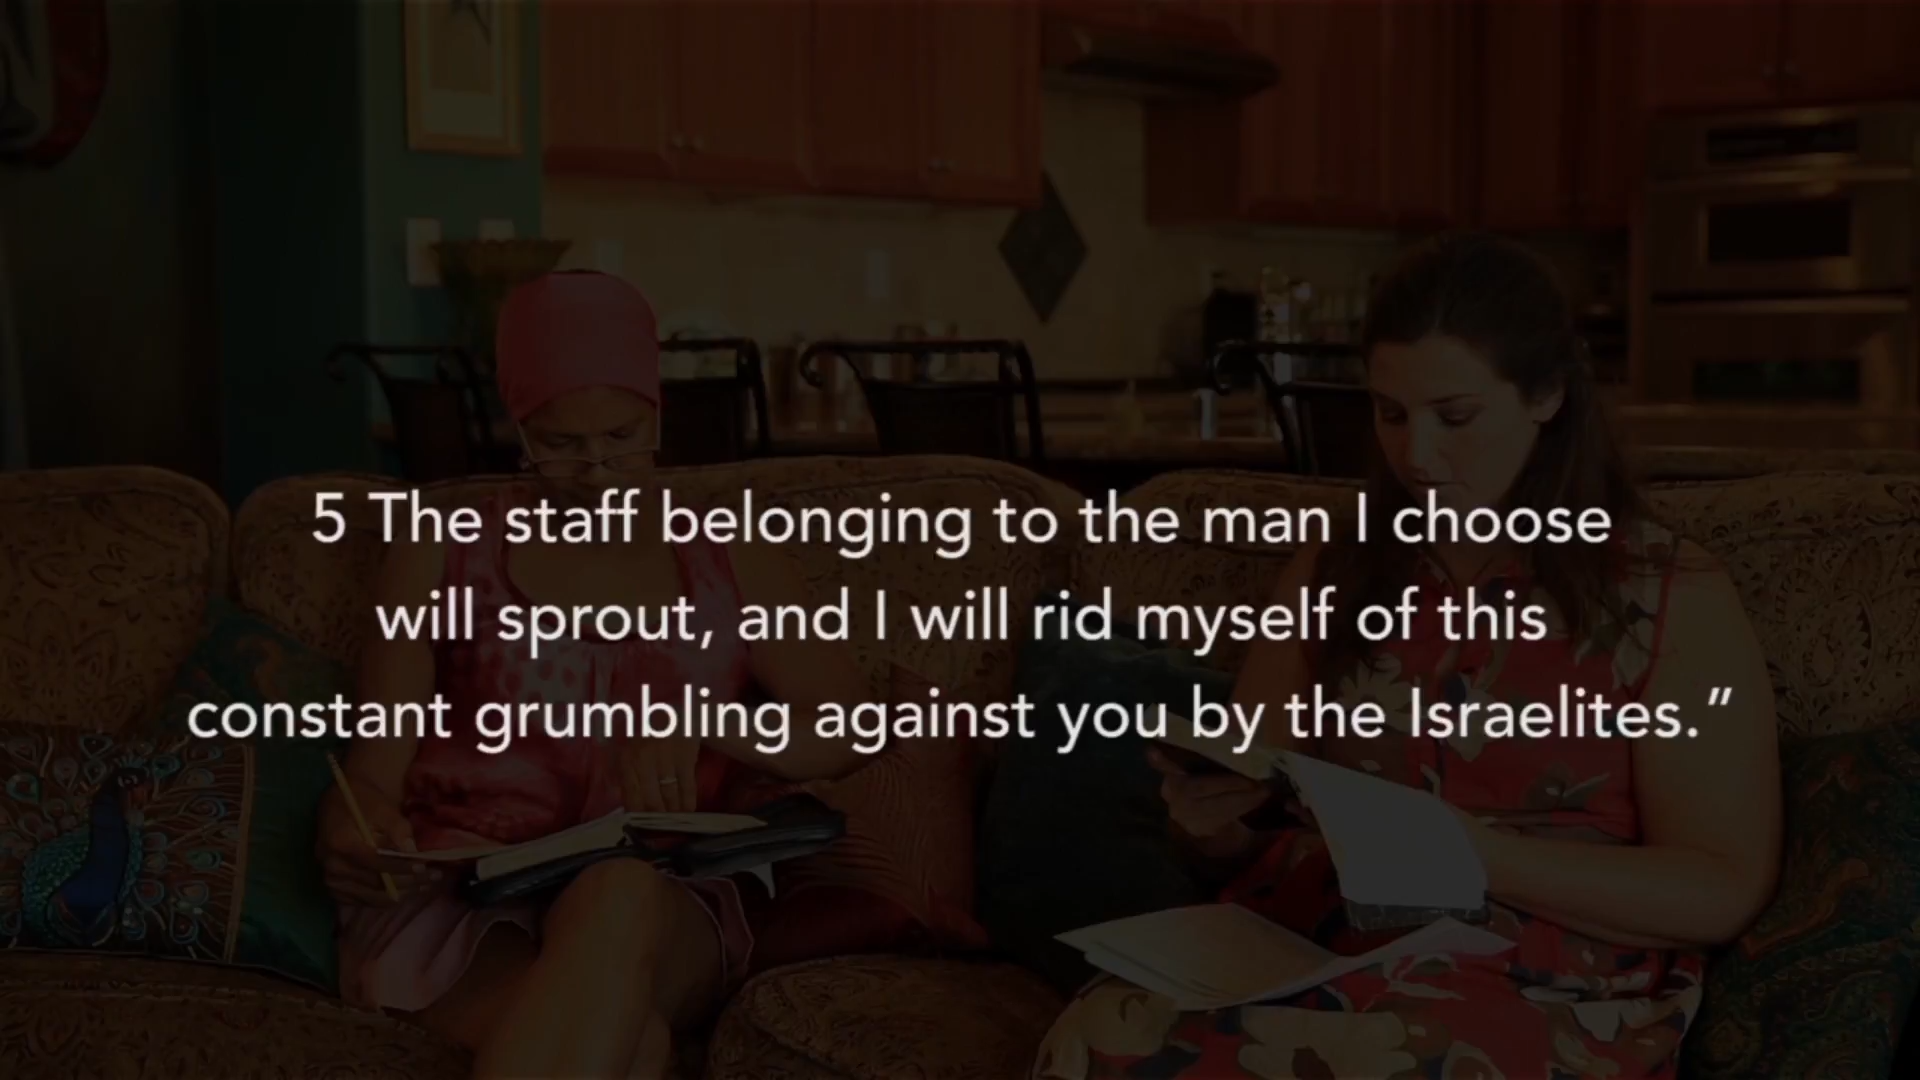 5 The staff belonging to the man I choose
will sprout, and I will rid myself of this
constant grumbling against you by the Israelites.”